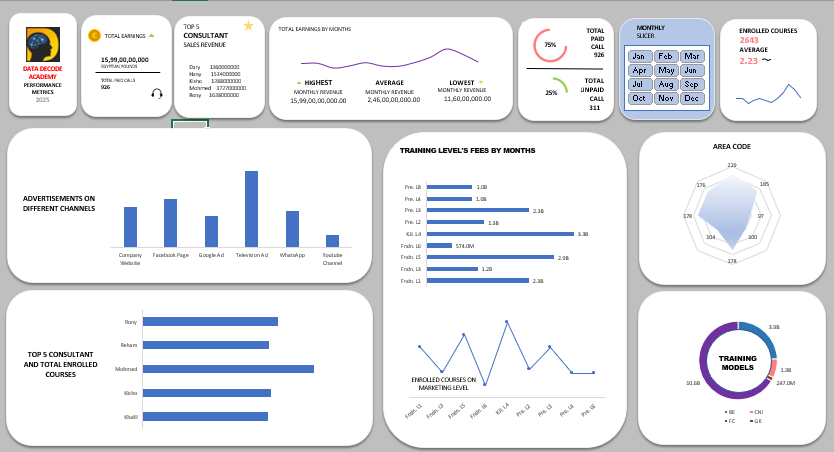 DATA DECODE
ACADEMY
PERFORMANCE
METRICS
2025
TOTAL EARNINGS
15,99,00,00,000
EGYPTIAN POUNDS
TOTAL PAID CALLS
926
TOP 5
CONSULTANT
SALES REVENUE
Dary 1360000000
Hany 1524000000
Kisho 1288000000
Mohmed 1727000000
Rony 1638000000
TOTAL EARNINGS BY MONTHS
HIGHEST
MONTHLY REVENUE
15,99,00,00,000.00
AVERAGE
MONTHLY REVENUE
2,46,00,00,000.00
LOWEST
MONTHLY REVENUE
11,60,00,000.00
75%
TOTAL
PAID
CALL
926
25%
TOTAL
UNPAID
CALL
311
MONTHLY
SLICER
Jan Feb Mar
Apr May Jun
Jul Aug Sep
Oct Nov Dec
ENROLLED COURSES
2643
AVERAGE
2.23
ADVERTISEMENTS ON
DIFFERENT CHANNELS
Company
Website
Facebook Page
Google Ad
Television Ad
WhatsApp
Youtube
Channel
TRAINING LEVEL'S FEES BY MONTHS
Pre. L8 1.0B
Pre. L4 1.0B
Pre. L3 2.3B
Pre. L2 1.3B
KII. L4 3.3B
Fndn. L6 574.0M
Fndn. L5 2.9B
Fndn. L3 1.2B
Fndn. L1 2.3B
ENROLLED COURSES ON
MARKETING LEVEL
Fndn. L1
Fndn. L3
Fndn. L5
Fndn. L6
KII. L4
Pre. L2
Pre. L3
Pre. L4
Pre. L8
AREA CODE
219
185
97
100
178
104
178
176
TOP 5 CONSULTANT
AND TOTAL ENROLLED
COURSES
Rony
Reham
Mohmed
Kisho
Khalil
TRAINING
MODELS
3.9B
1.3B
247.0M
10.6B
BE CNI
FC GE